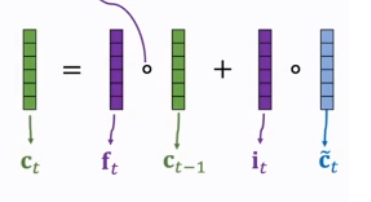 = ∘ + ∘
c_t f_t c_{t−1} i_t c̃_t